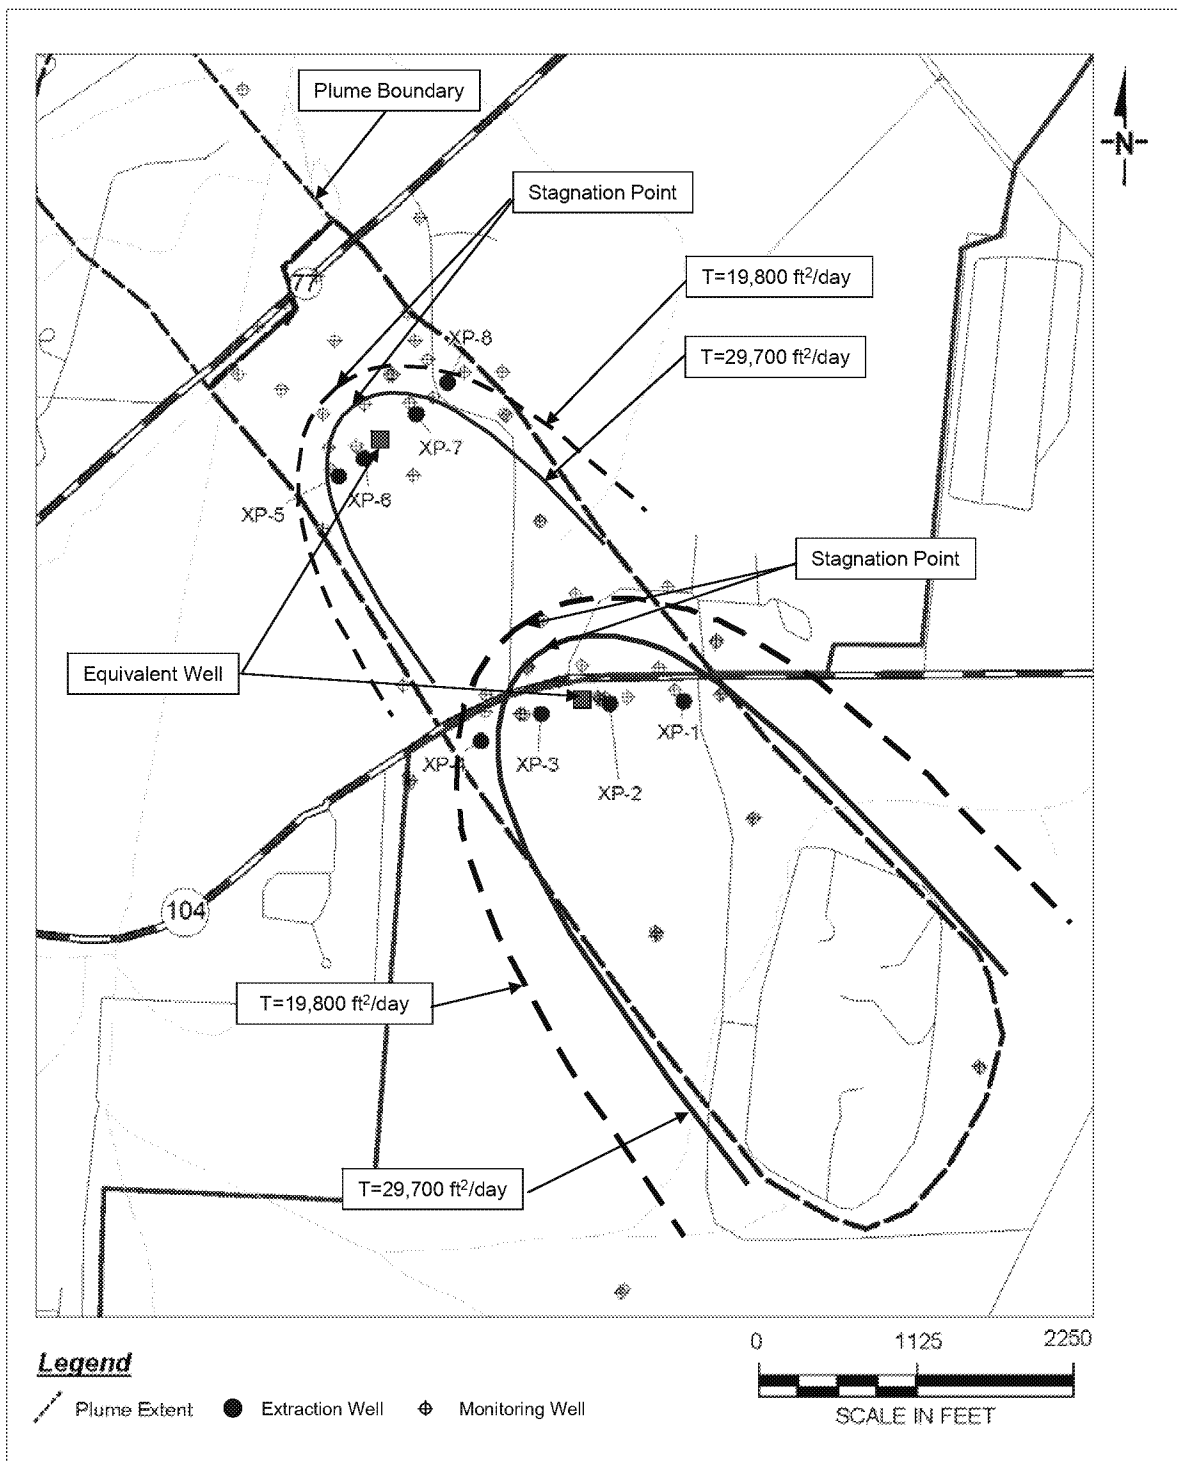 Plume Boundary
N
Stagnation Point
T=19,800 ft²/day
77
XP-8
T=29,700 ft²/day
XP-7
XP-6
XP-5
Stagnation Point
Equivalent Well
XP-4
XP-3
XP-1
XP-2
104
T=19,800 ft²/day
T=29,700 ft²/day
0 1125 2250
Legend
Plume Extent Extraction Well Monitoring Well
SCALE IN FEET